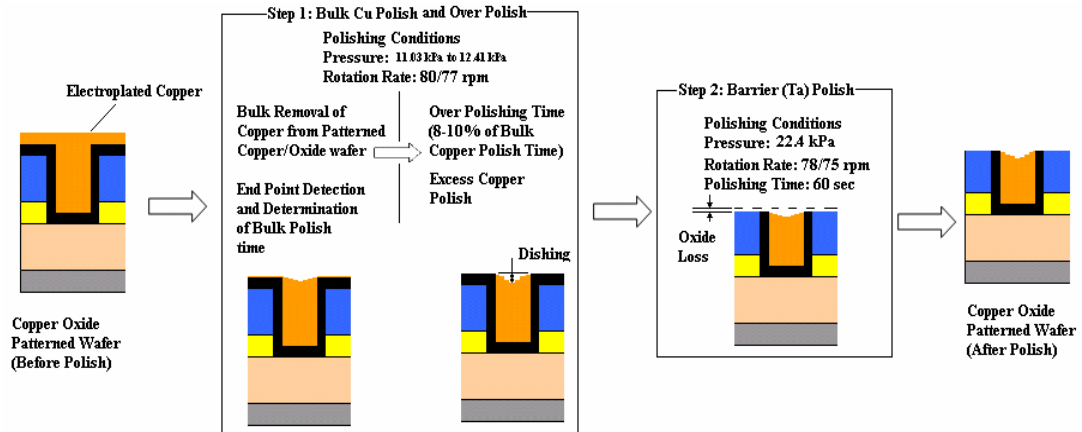 Electroplated Copper
Copper Oxide
Patterned Wafer
(Before Polish)
Step 1: Bulk Cu Polish and Over Polish
Polishing Conditions
Pressure: 11.03 kPa to 12.41 kPa
Rotation Rate: 80/77 rpm
Bulk Removal of
Copper from Patterned
Copper/Oxide wafer
End Point Detection
and Determination
of Bulk Polish
time
Over Polishing Time
(8-10% of Bulk
Copper Polish Time)
Excess Copper
Polish
Dishing
Step 2: Barrier (Ta) Polish
Polishing Conditions
Pressure: 22.4 kPa
Rotation Rate: 78/75 rpm
Polishing Time: 60 sec
Oxide
Loss
Copper Oxide
Patterned Wafer
(After Polish)